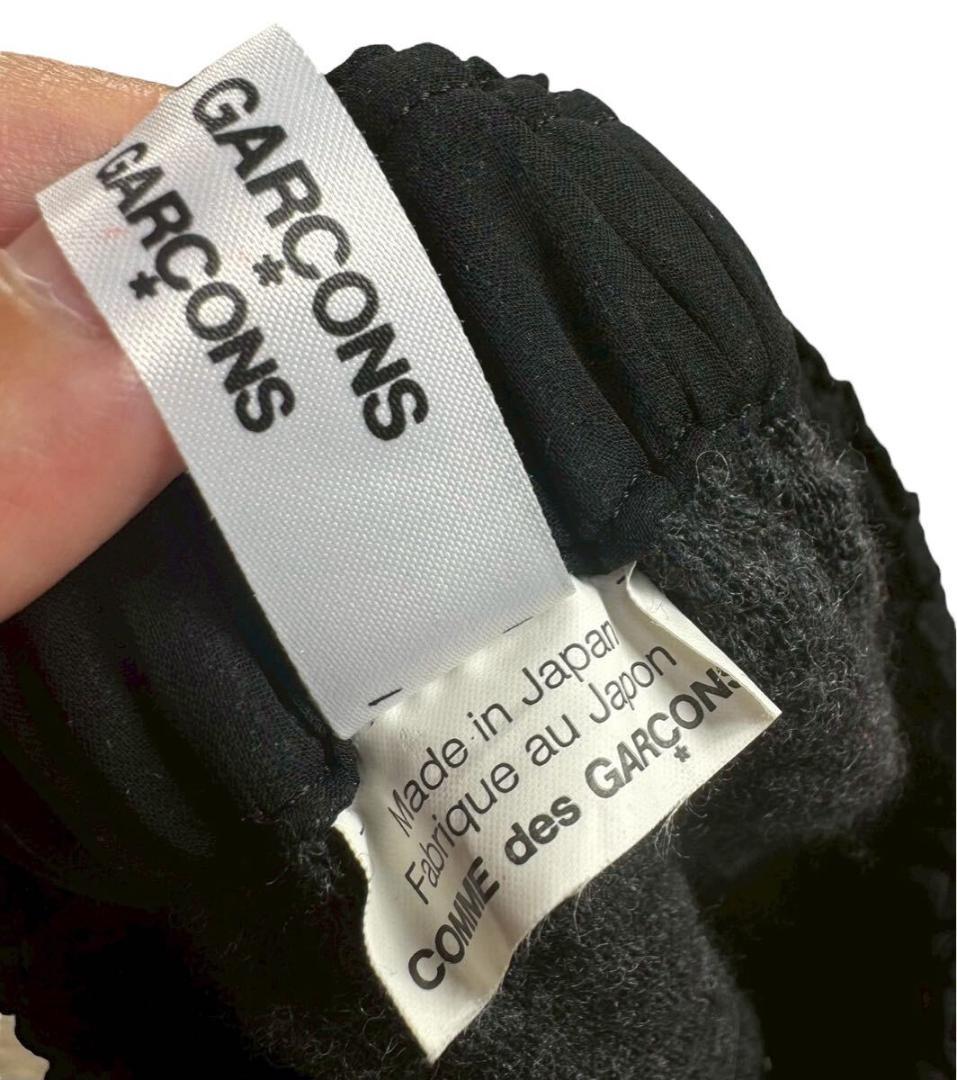 GARÇONS
GARÇONS
Made in Japan
Fabrique au Japon
COMME des GARÇONS